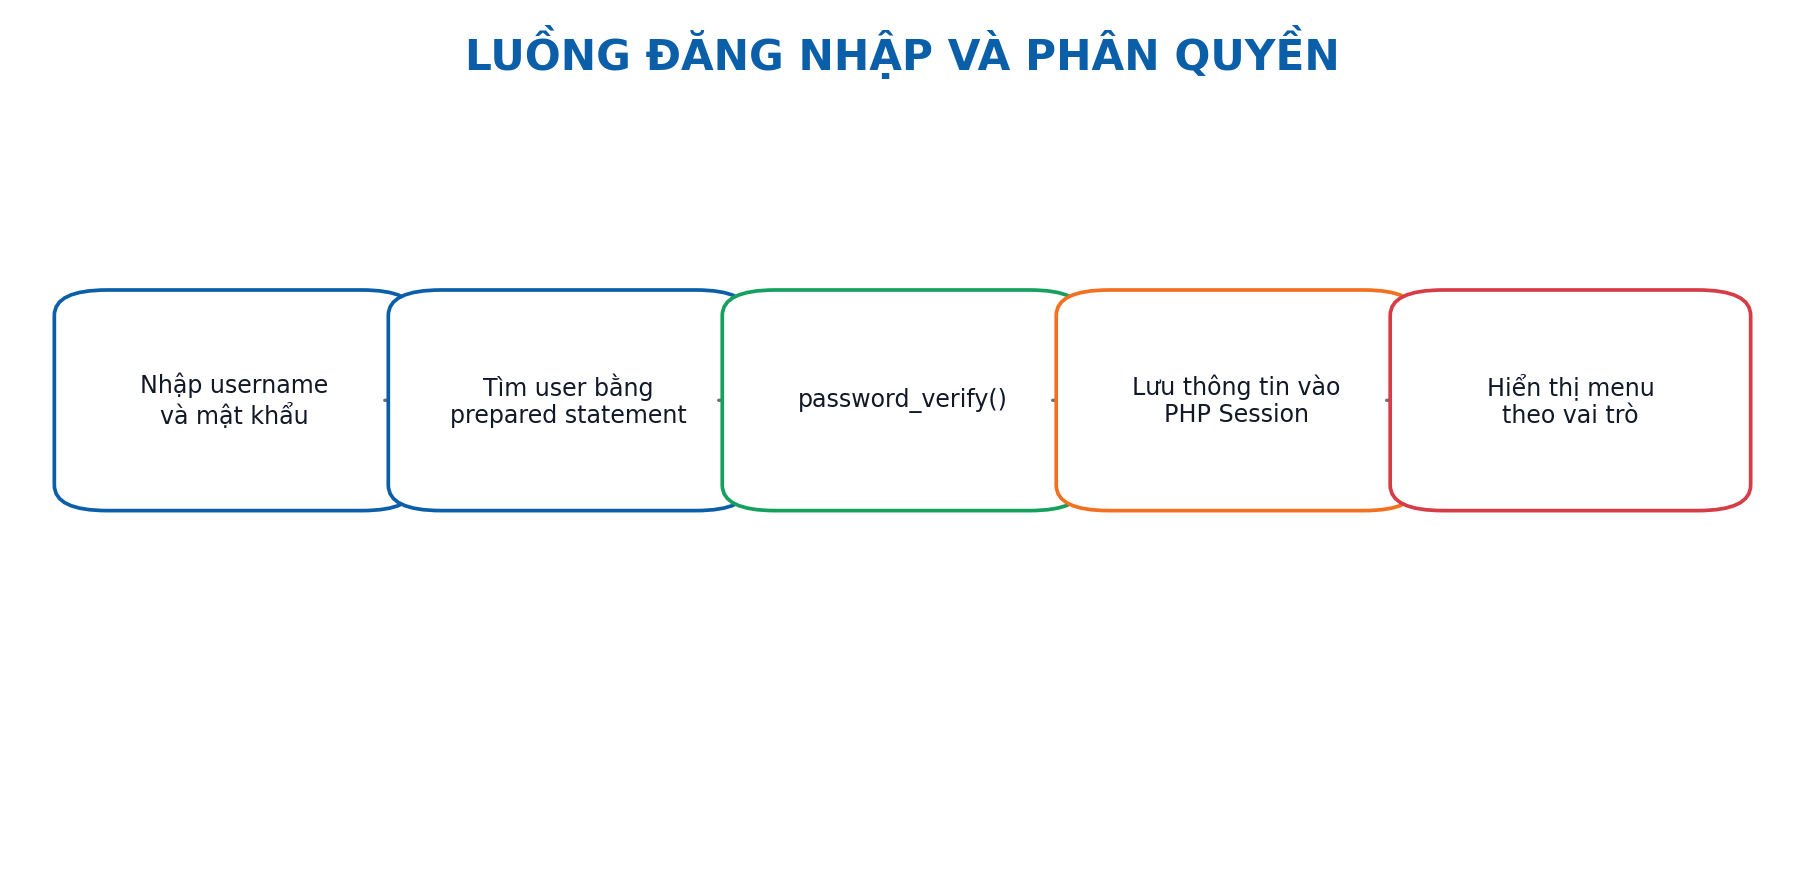 LUỒNG ĐĂNG NHẬP VÀ PHÂN QUYỀN
Nhập username
và mật khẩu
Tìm user bằng
prepared statement
password_verify()
Lưu thông tin vào
PHP Session
Hiển thị menu
theo vai trò